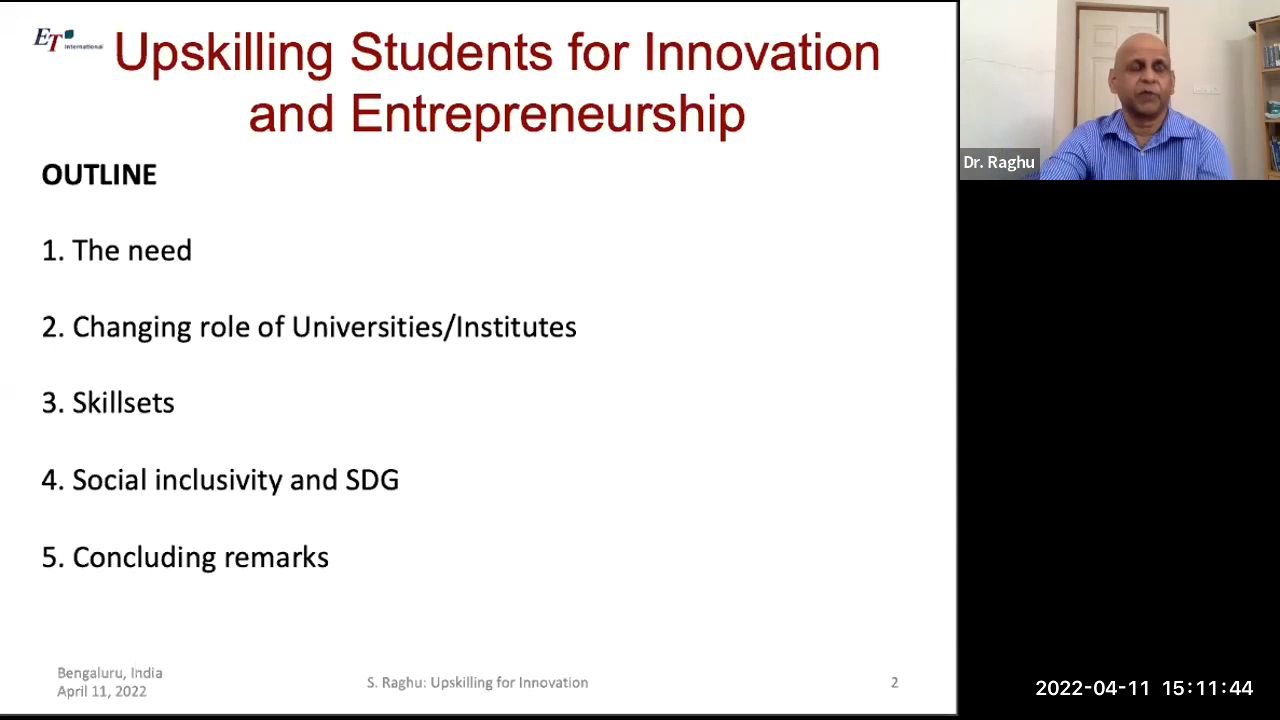 ET International
Upskilling Students for Innovation
and Entrepreneurship
OUTLINE
1. The need
2. Changing role of Universities/Institutes
3. Skillsets
4. Social inclusivity and SDG
5. Concluding remarks
Bengaluru, India
April 11, 2022
S. Raghu: Upskilling for Innovation
2
Dr. Raghu
2022-04-11 15:11:44